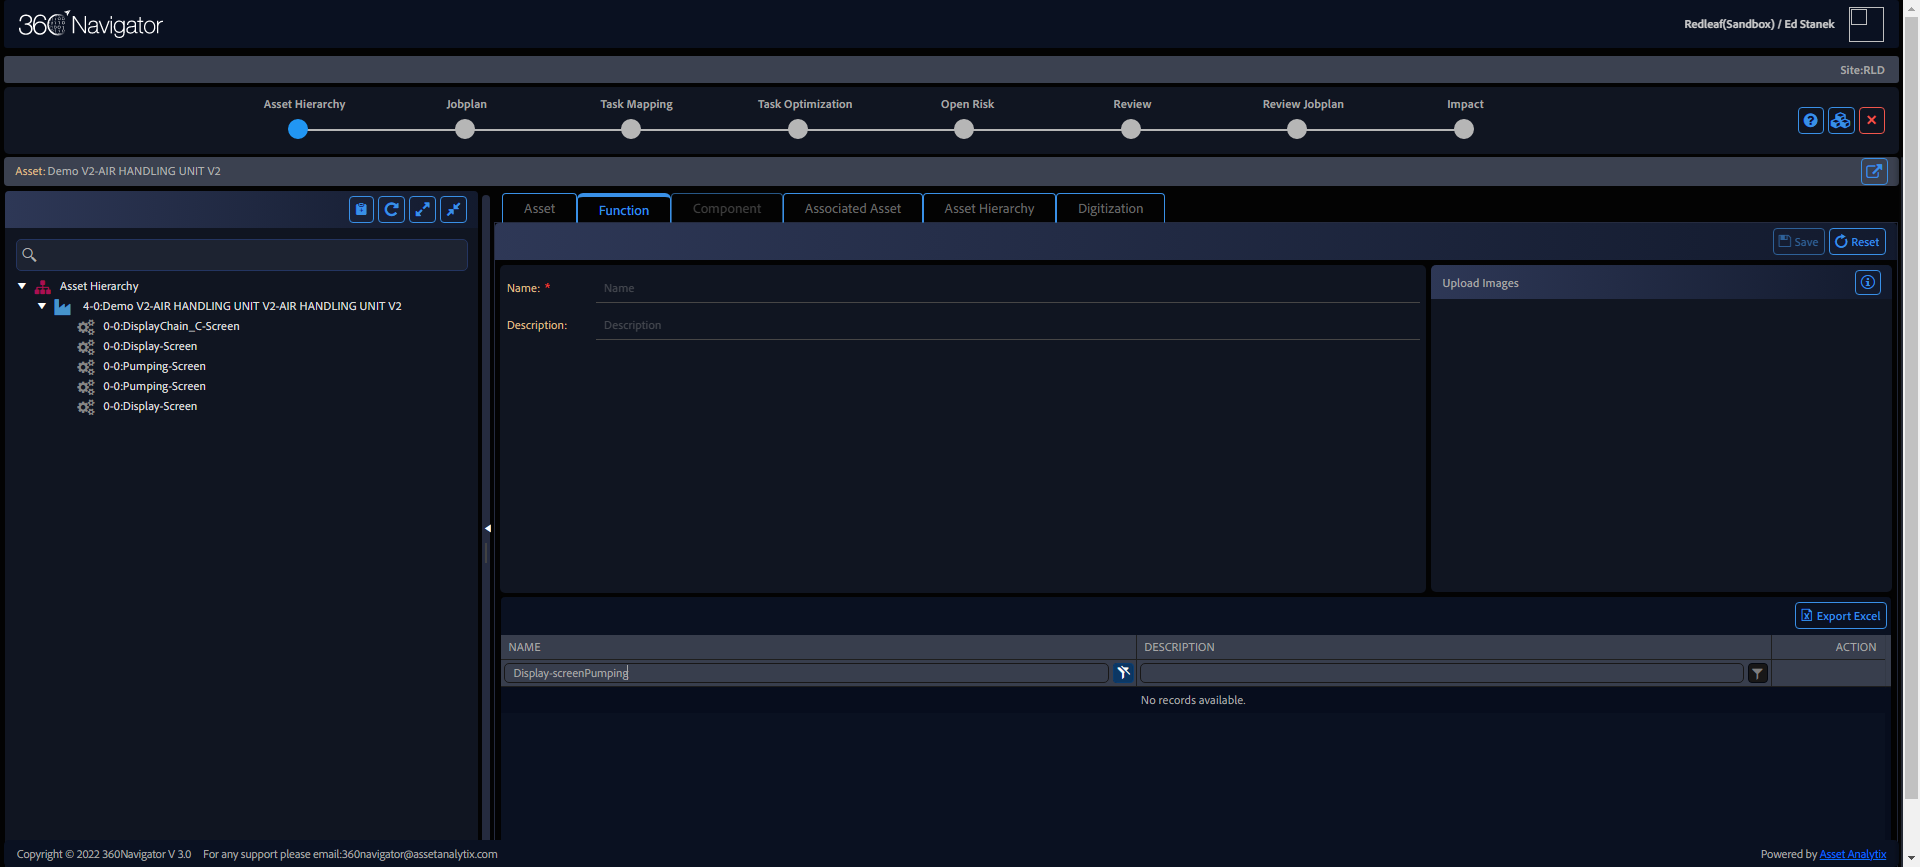 360 Navigator
Redleaf(Sandbox) / Ed Stanek
Site:RLD
Asset Hierarchy
Jobplan
Task Mapping
Task Optimization
Open Risk
Review
Review Jobplan
Impact
Asset: Demo V2-AIR HANDLING UNIT V2
Asset
Function
Component
Associated Asset
Asset Hierarchy
Digitization
Save
Reset
Asset Hierarchy
4-0:Demo V2-AIR HANDLING UNIT V2-AIR HANDLING UNIT V2
0-0:DisplayChain_C-Screen
0-0:Display-Screen
0-0:Pumping-Screen
0-0:Pumping-Screen
0-0:Display-Screen
Name: *
Name
Description:
Description
Upload Images
Export Excel
NAME
DESCRIPTION
ACTION
Display-screenPumping
No records available.
Copyright © 2022 360Navigator V 3.0 For any support please email:360navigator@assetanalytix.com
Powered by Asset Analytix